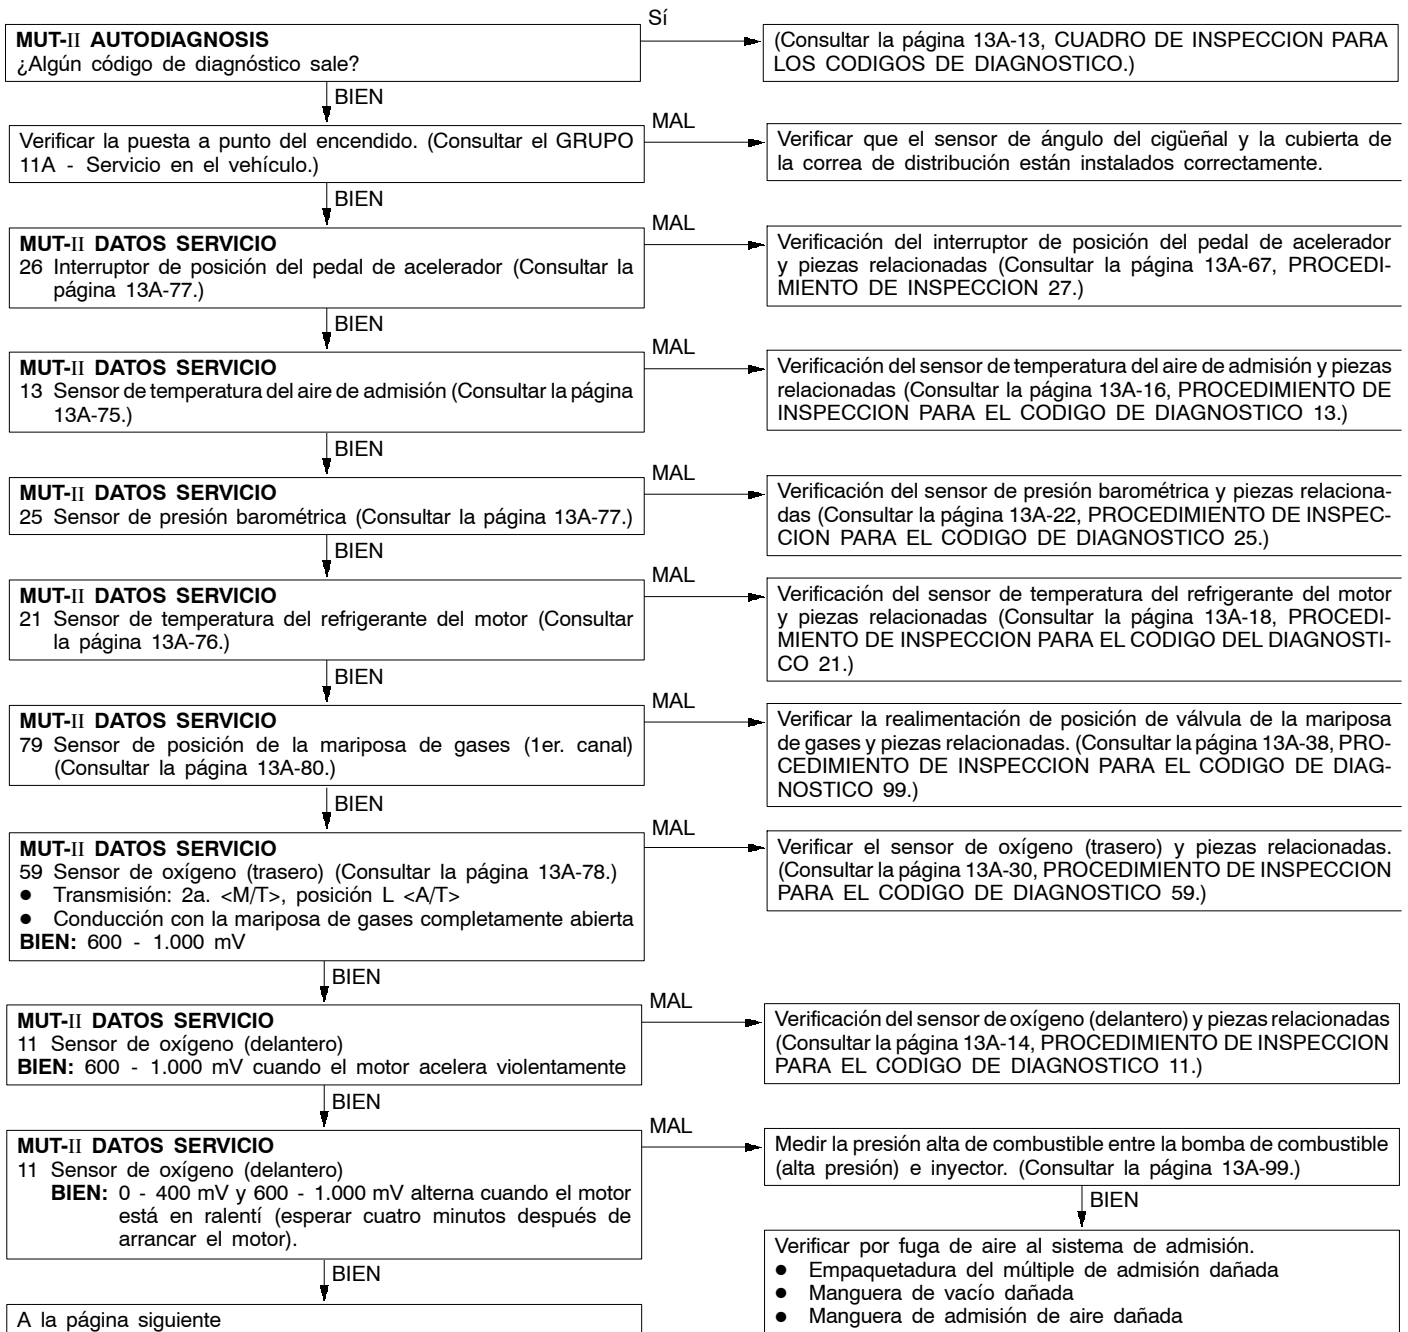 Sí
MUT-II AUTODIAGNOSIS
¿Algún código de diagnóstico sale?
(Consultar la página 13A-13, CUADRO DE INSPECCION PARA
LOS CODIGOS DE DIAGNOSTICO.)
BIEN
MAL
Verificar la puesta a punto del encendido. (Consultar el GRUPO
11A - Servicio en el vehículo.)
Verificar que el sensor de ángulo del cigüeñal y la cubierta de
la correa de distribución están instalados correctamente.
BIEN
MAL
MUT-II DATOS SERVICIO
26 Interruptor de posición del pedal de acelerador (Consultar la
página 13A-77.)
Verificación del interruptor de posición del pedal de acelerador
y piezas relacionadas (Consultar la página 13A-67, PROCEDI-
MIENTO DE INSPECCION 27.)
BIEN
MAL
MUT-II DATOS SERVICIO
13 Sensor de temperatura del aire de admisión (Consultar la página
13A-75.)
Verificación del sensor de temperatura del aire de admisión y piezas
relacionadas (Consultar la página 13A-16, PROCEDIMIENTO DE
INSPECCION PARA EL CODIGO DE DIAGNOSTICO 13.)
BIEN
MAL
MUT-II DATOS SERVICIO
25 Sensor de presión barométrica (Consultar la página 13A-77.)
Verificación del sensor de presión barométrica y piezas relaciona-
das (Consultar la página 13A-22, PROCEDIMIENTO DE INSPEC-
CION PARA EL CODIGO DE DIAGNOSTICO 25.)
BIEN
MAL
MUT-II DATOS SERVICIO
21 Sensor de temperatura del refrigerante del motor (Consultar
la página 13A-76.)
Verificación del sensor de temperatura del refrigerante del motor
y piezas relacionadas (Consultar la página 13A-18, PROCEDI-
MIENTO DE INSPECCION PARA EL CODIGO DEL DIAGNOSTI-
CO 21.)
BIEN
MAL
MUT-II DATOS SERVICIO
79 Sensor de posición de la mariposa de gases (1er. canal)
(Consultar la página 13A-80.)
Verificar la realimentación de posición de válvula de la mariposa
de gases y piezas relacionadas. (Consultar la página 13A-38, PRO-
CEDIMIENTO DE INSPECCION PARA EL CODIGO DE DIAG-
NOSTICO 99.)
BIEN
MAL
MUT-II DATOS SERVICIO
59 Sensor de oxígeno (trasero) (Consultar la página 13A-78.)
● Transmisión: 2a. <M/T>, posición L <A/T>
● Conducción con la mariposa de gases completamente abierta
BIEN: 600 - 1.000 mV
Verificar el sensor de oxígeno (trasero) y piezas relacionadas.
(Consultar la página 13A-30, PROCEDIMIENTO DE INSPECCION
PARA EL CODIGO DE DIAGNOSTICO 59.)
BIEN
MAL
MUT-II DATOS SERVICIO
11 Sensor de oxígeno (delantero)
BIEN: 600 - 1.000 mV cuando el motor acelera violentamente
Verificación del sensor de oxígeno (delantero) y piezas relacionadas
(Consultar la página 13A-14, PROCEDIMIENTO DE INSPECCION
PARA EL CODIGO DE DIAGNOSTICO 11.)
BIEN
MAL
MUT-II DATOS SERVICIO
11 Sensor de oxígeno (delantero)
BIEN: 0 - 400 mV y 600 - 1.000 mV alterna cuando el motor
está en ralentí (esperar cuatro minutos después de
arrancar el motor).
Medir la presión alta de combustible entre la bomba de combustible
(alta presión) e inyector. (Consultar la página 13A-99.)
BIEN
Verificar por fuga de aire al sistema de admisión.
● Empaquetadura del múltiple de admisión dañada
● Manguera de vacío dañada
● Manguera de admisión de aire dañada
BIEN
A la página siguiente